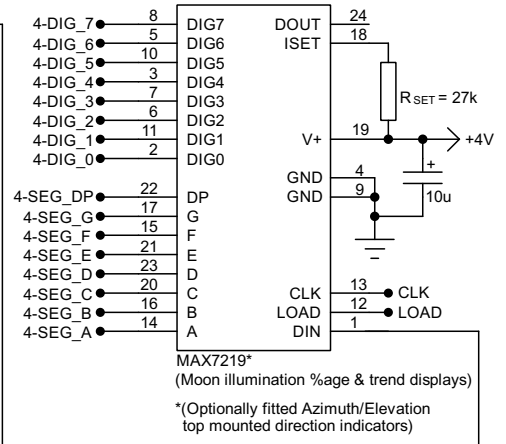 4-DIG_7 8 DIG7 DOUT 24
4-DIG_6 5 DIG6 ISET 18
4-DIG_5 10 DIG5
4-DIG_4 3 DIG4
4-DIG_3 7 DIG3 RSET = 27k
4-DIG_2 6 DIG2
4-DIG_1 11 DIG1 V+ 19 +4V
4-DIG_0 2 DIG0
GND 4 +
4-SEG_DP 22 DP GND 9 10u
4-SEG_G 17 G
4-SEG_F 15 F
4-SEG_E 21 E
4-SEG_D 23 D
4-SEG_C 20 C CLK 13 CLK
4-SEG_B 16 B LOAD 12 LOAD
4-SEG_A 14 A DIN 1
MAX7219*
(Moon illumination %age & trend displays)
*(Optionally fitted Azimuth/Elevation
top mounted direction indicators)